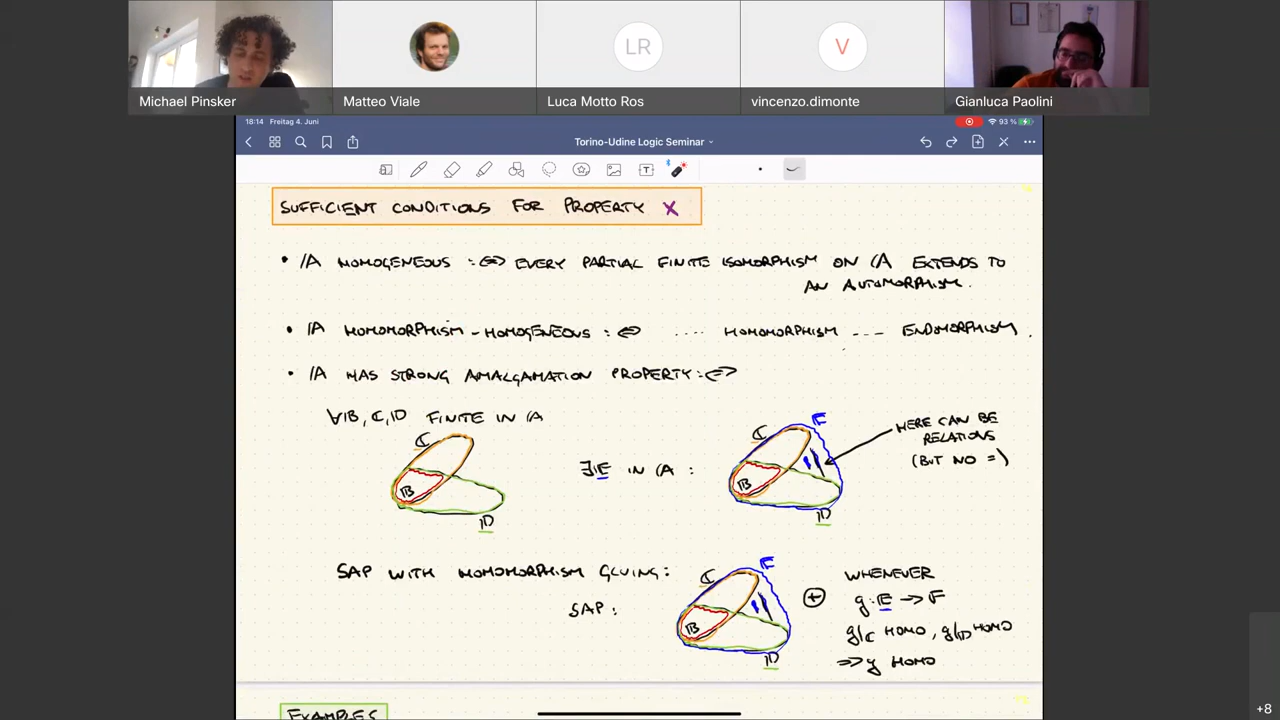 LR
V
Michael Pinsker
Matteo Viale
Luca Motto Ros
vincenzo.dimonte
Gianluca Paolini
18:14 Freitag 4. Juni
93 %
Torino-Udine Logic Seminar
SUFFICIENT CONDITIONS FOR PROPERTY X
• /A HOMOGENEOUS :⇔ EVERY PARTIAL FINITE ISOMORPHISM ON /A EXTENDS TO
AN AUTOMORPHISM.
• /A HOMOMORPHISM-HOMOGENEOUS :⇔ .... HOMOMORPHISM ... ENDOMORPHISM.
• /A HAS STRONG AMALGAMATION PROPERTY :⇔
∀ 𝔹, ℂ, 𝔻 FINITE IN /A
ℂ
𝔹
𝔻
∃𝔼 IN /A :
𝔼
ℂ
𝔹
𝔻
HERE CAN BE
RELATIONS
(BUT NO =)
SAP WITH HOMOMORPHISM GLUING:
SAP :
𝔼
ℂ
𝔹
𝔻
⊕
WHENEVER
g: 𝔼 → F
g|ℂ HOMO, g|𝔻 HOMO
⇒ g HOMO
EXAMPLES
+8